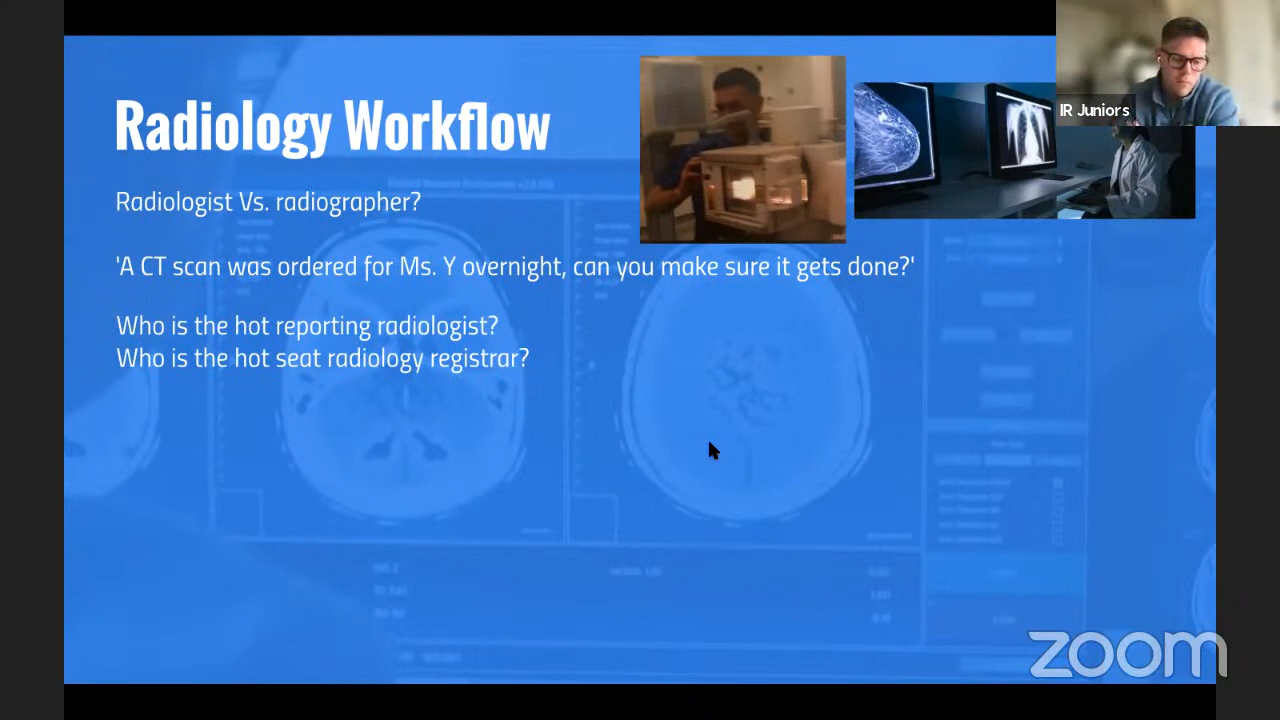 IR Juniors
Radiology Workflow
Radiologist Vs. radiographer?
'A CT scan was ordered for Ms. Y overnight, can you make sure it gets done?'
Who is the hot reporting radiologist?
Who is the hot seat radiology registrar?
zoom